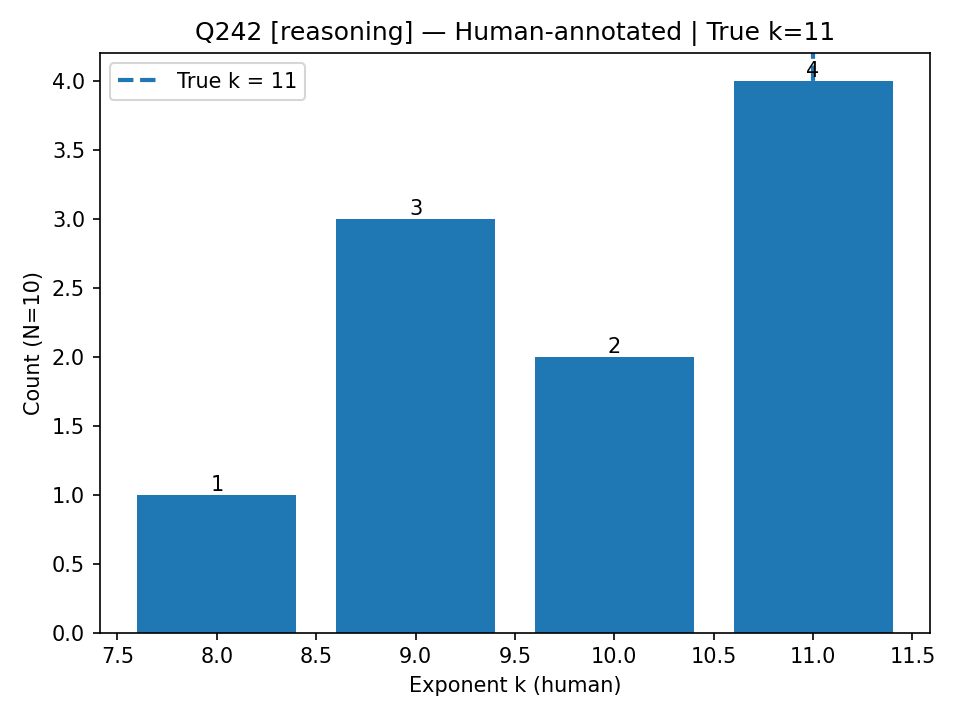 Q242 [reasoning] — Human-annotated | True k=11
True k = 11
Count (N=10)
4.0
3.5
3.0
2.5
2.0
1.5
1.0
0.5
0.0
1
3
2
4
7.5 8.0 8.5 9.0 9.5 10.0 10.5 11.0 11.5
Exponent k (human)